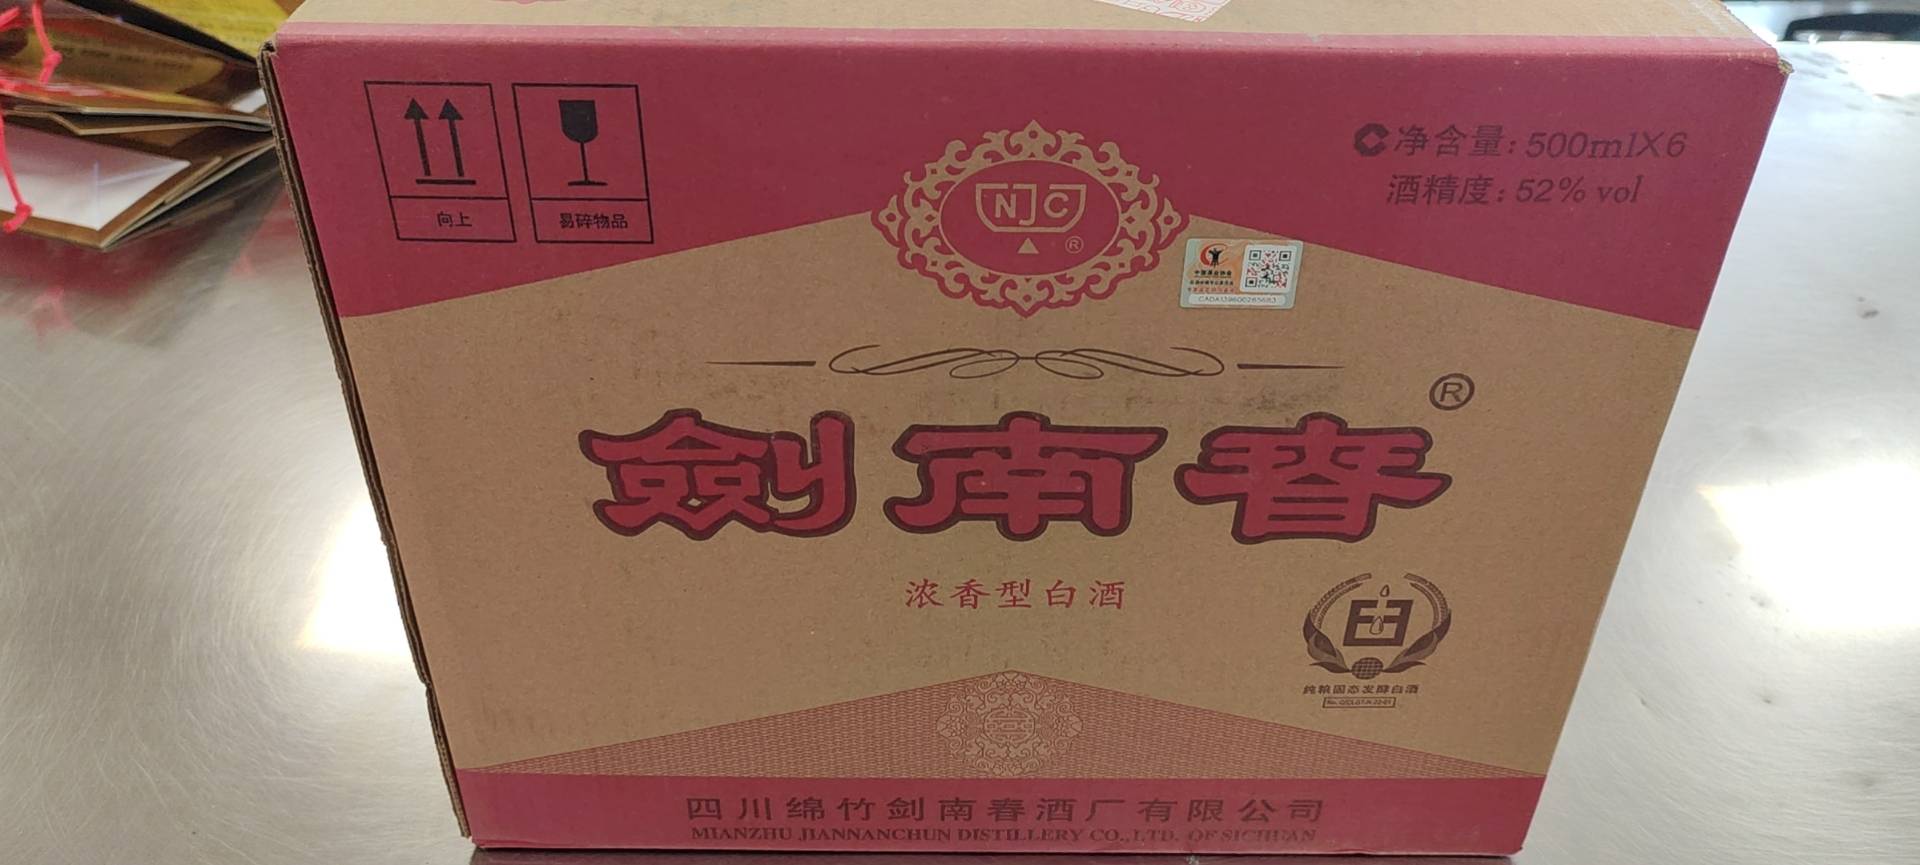 向上
易碎物品
NJC
®
净含量: 500mlX6
酒精度: 52% vol
CADA139600265683
劍南春®
浓香型白酒
纯粮固态发酵白酒
四川绵竹剑南春酒厂有限公司
MIANZHU JIANNANCHUN DISTILLERY CO.,LTD. OF SICHUAN